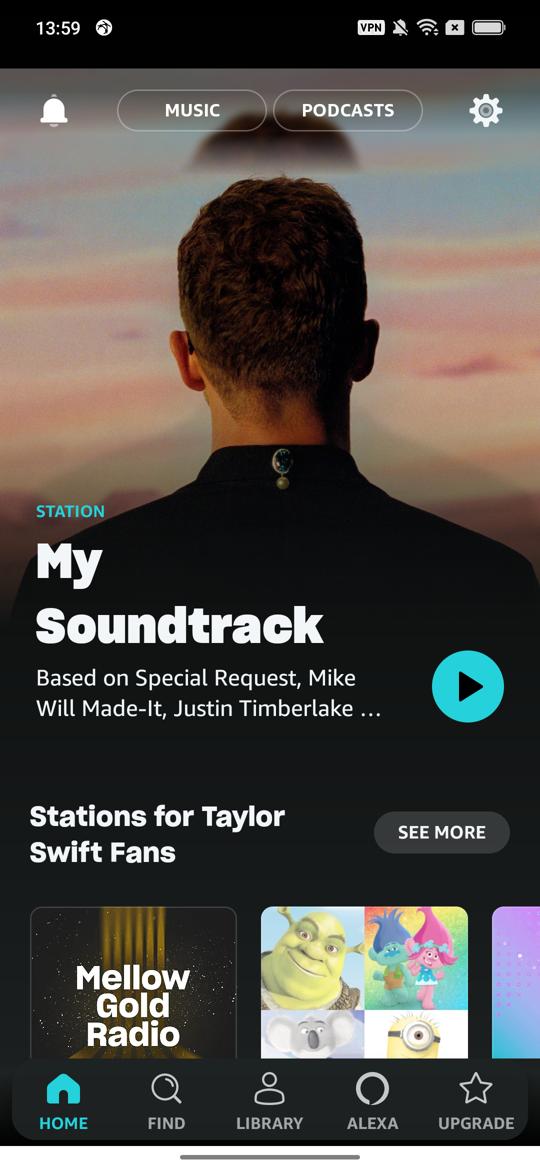 13:59
VPN
MUSIC
PODCASTS
STATION
My
Soundtrack
Based on Special Request, Mike
Will Made-It, Justin Timberlake ...
Stations for Taylor
Swift Fans
SEE MORE
Mellow
Gold
Radio
HOME
FIND
LIBRARY
ALEXA
UPGRADE